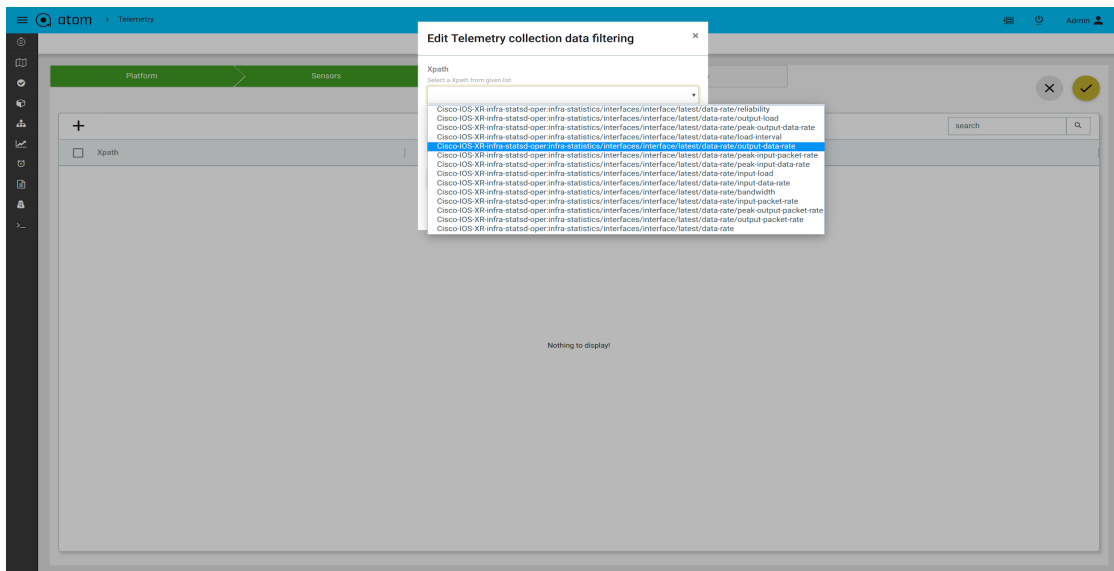 atom > Telemetry
Admin
Edit Telemetry collection data filtering ×
Platform
Sensors
Xpath
Select a Xpath from given list
Cisco-IOS-XR-infra-statsd-oper:infra-statistics/interfaces/interface/latest/data-rate/reliability
Cisco-IOS-XR-infra-statsd-oper:infra-statistics/interfaces/interface/latest/data-rate/output-load
Cisco-IOS-XR-infra-statsd-oper:infra-statistics/interfaces/interface/latest/data-rate/peak-output-data-rate
Cisco-IOS-XR-infra-statsd-oper:infra-statistics/interfaces/interface/latest/data-rate/load-interval
Cisco-IOS-XR-infra-statsd-oper:infra-statistics/interfaces/interface/latest/data-rate/output-data-rate
Cisco-IOS-XR-infra-statsd-oper:infra-statistics/interfaces/interface/latest/data-rate/peak-input-packet-rate
Cisco-IOS-XR-infra-statsd-oper:infra-statistics/interfaces/interface/latest/data-rate/peak-input-data-rate
Cisco-IOS-XR-infra-statsd-oper:infra-statistics/interfaces/interface/latest/data-rate/input-load
Cisco-IOS-XR-infra-statsd-oper:infra-statistics/interfaces/interface/latest/data-rate/input-data-rate
Cisco-IOS-XR-infra-statsd-oper:infra-statistics/interfaces/interface/latest/data-rate/bandwidth
Cisco-IOS-XR-infra-statsd-oper:infra-statistics/interfaces/interface/latest/data-rate/input-packet-rate
Cisco-IOS-XR-infra-statsd-oper:infra-statistics/interfaces/interface/latest/data-rate/peak-output-packet-rate
Cisco-IOS-XR-infra-statsd-oper:infra-statistics/interfaces/interface/latest/data-rate/output-packet-rate
Cisco-IOS-XR-infra-statsd-oper:infra-statistics/interfaces/interface/latest/data-rate
search
Xpath
Nothing to display!